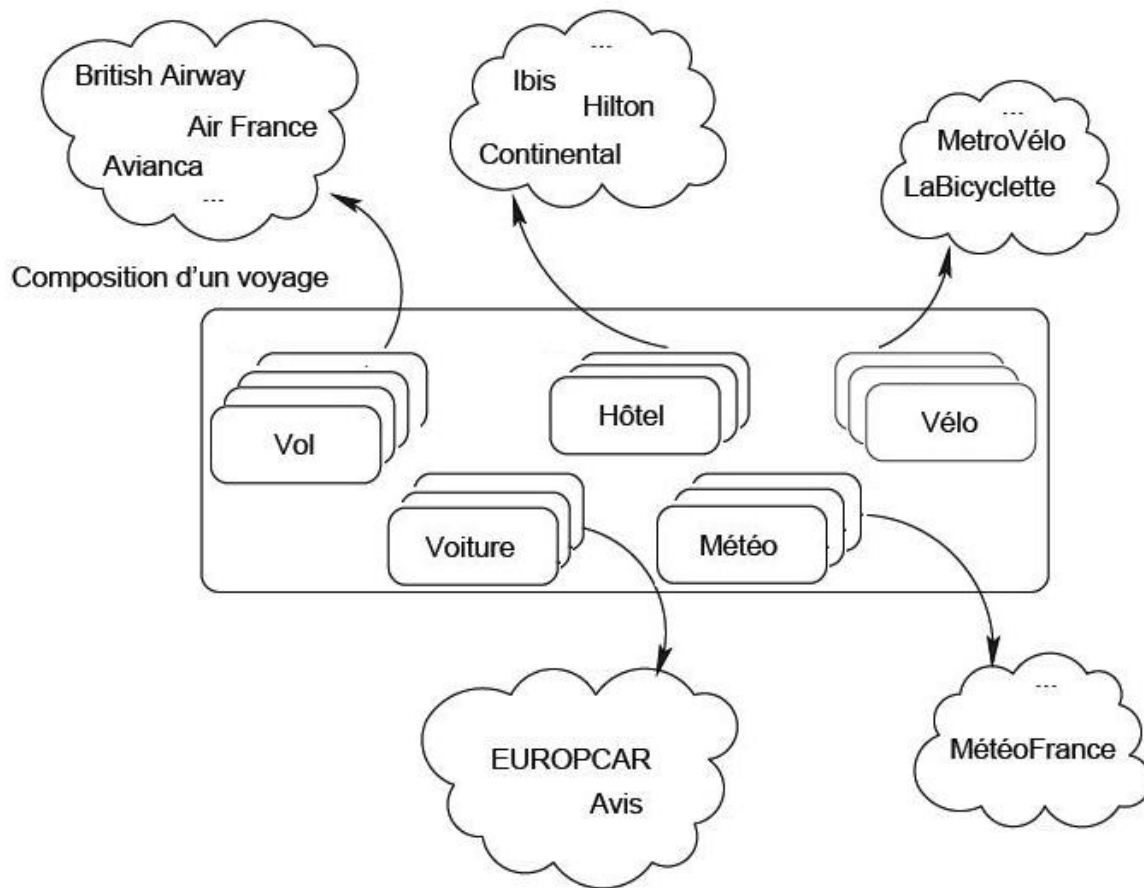 British Airway
Air France
Avianca
...
...
Ibis
Hilton
Continental
...
MetroVélo
LaBicyclette
Composition d'un voyage
Vol
Hôtel
Vélo
Voiture
Météo
EUROPCAR
Avis
...
MétéoFrance